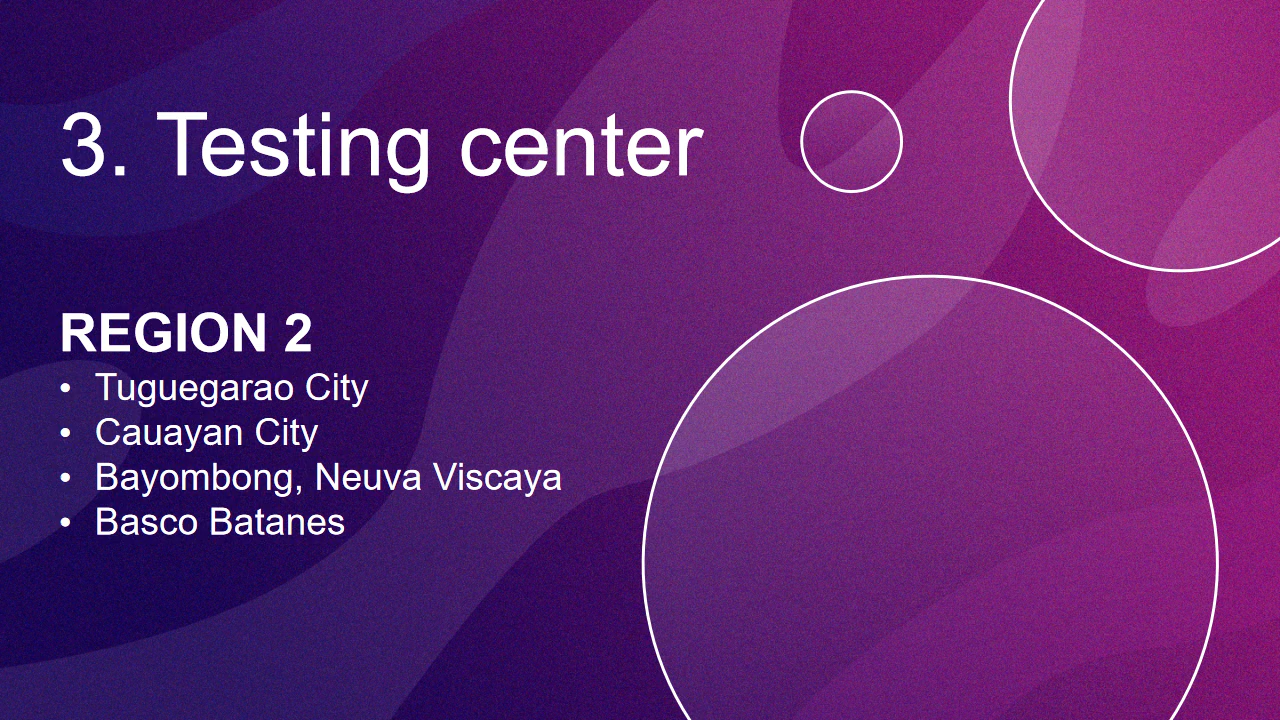 3. Testing center
REGION 2
• Tuguegarao City
• Cauayan City
• Bayombong, Neuva Viscaya
• Basco Batanes